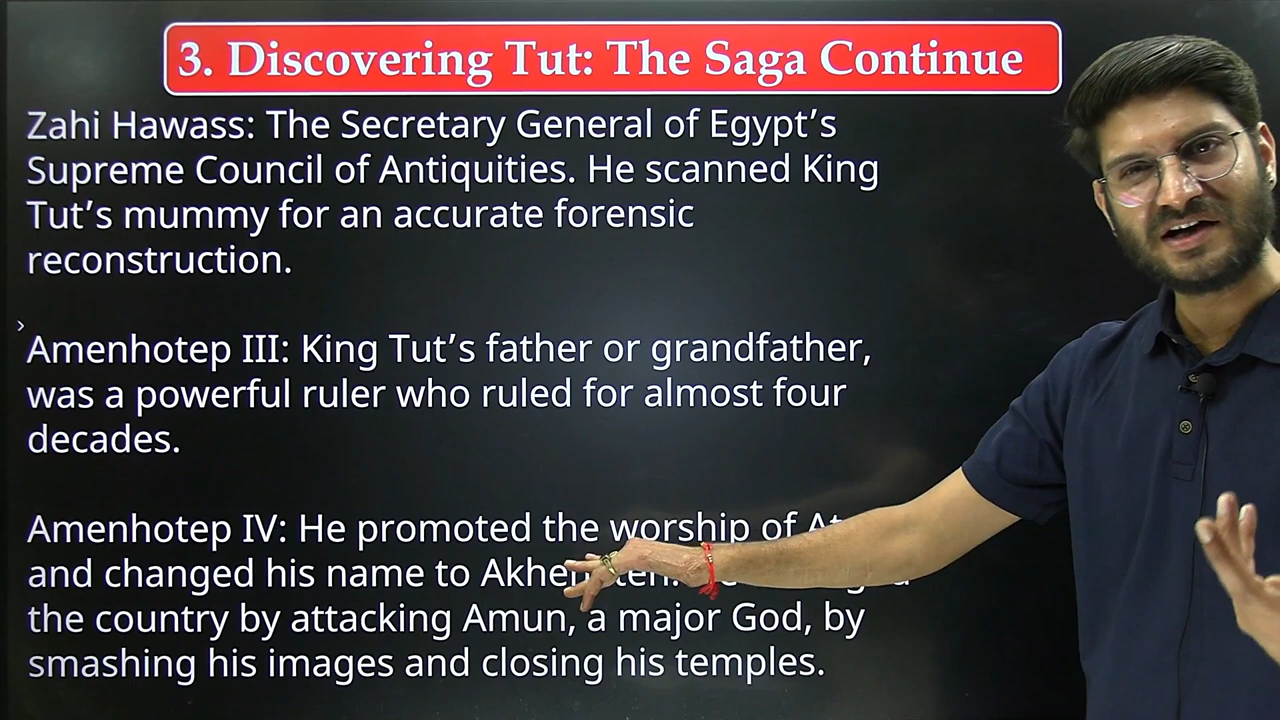 3. Discovering Tut: The Saga Continue
Zahi Hawass: The Secretary General of Egypt’s
Supreme Council of Antiquities. He scanned King
Tut’s mummy for an accurate forensic
reconstruction.
Amenhotep III: King Tut’s father or grandfather,
was a powerful ruler who ruled for almost four
decades.
Amenhotep IV: He promoted the worship of
and changed his name to
the country by attacking Amun, a major God, by
smashing his images and closing his temples.